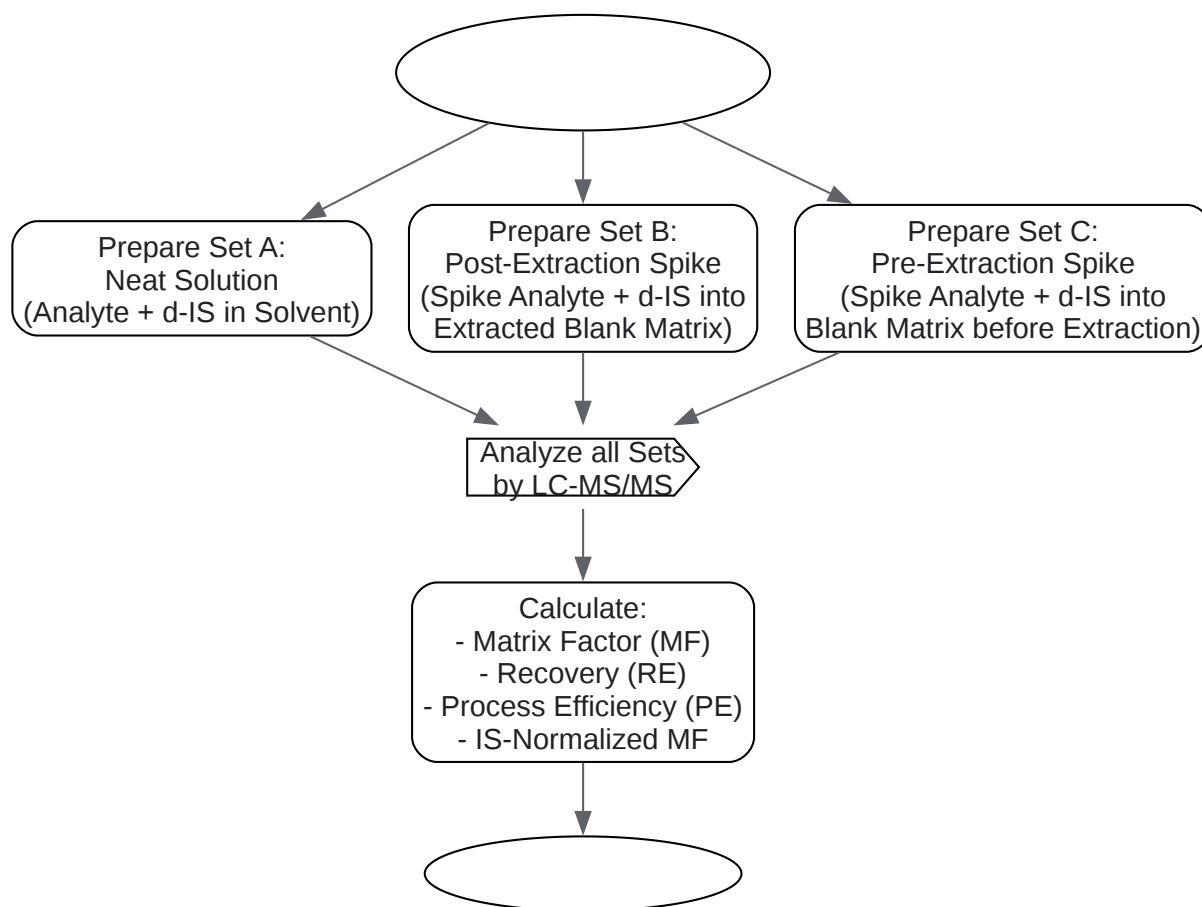 Prepare Set A:
Neat Solution
(Analyte + d-IS in Solvent)
Prepare Set B:
Post-Extraction Spike
(Spike Analyte + d-IS into
Extracted Blank Matrix)
Prepare Set C:
Pre-Extraction Spike
(Spike Analyte + d-IS into
Blank Matrix before Extraction)
Analyze all Sets
by LC-MS/MS
Calculate:
- Matrix Factor (MF)
- Recovery (RE)
- Process Efficiency (PE)
- IS-Normalized MF